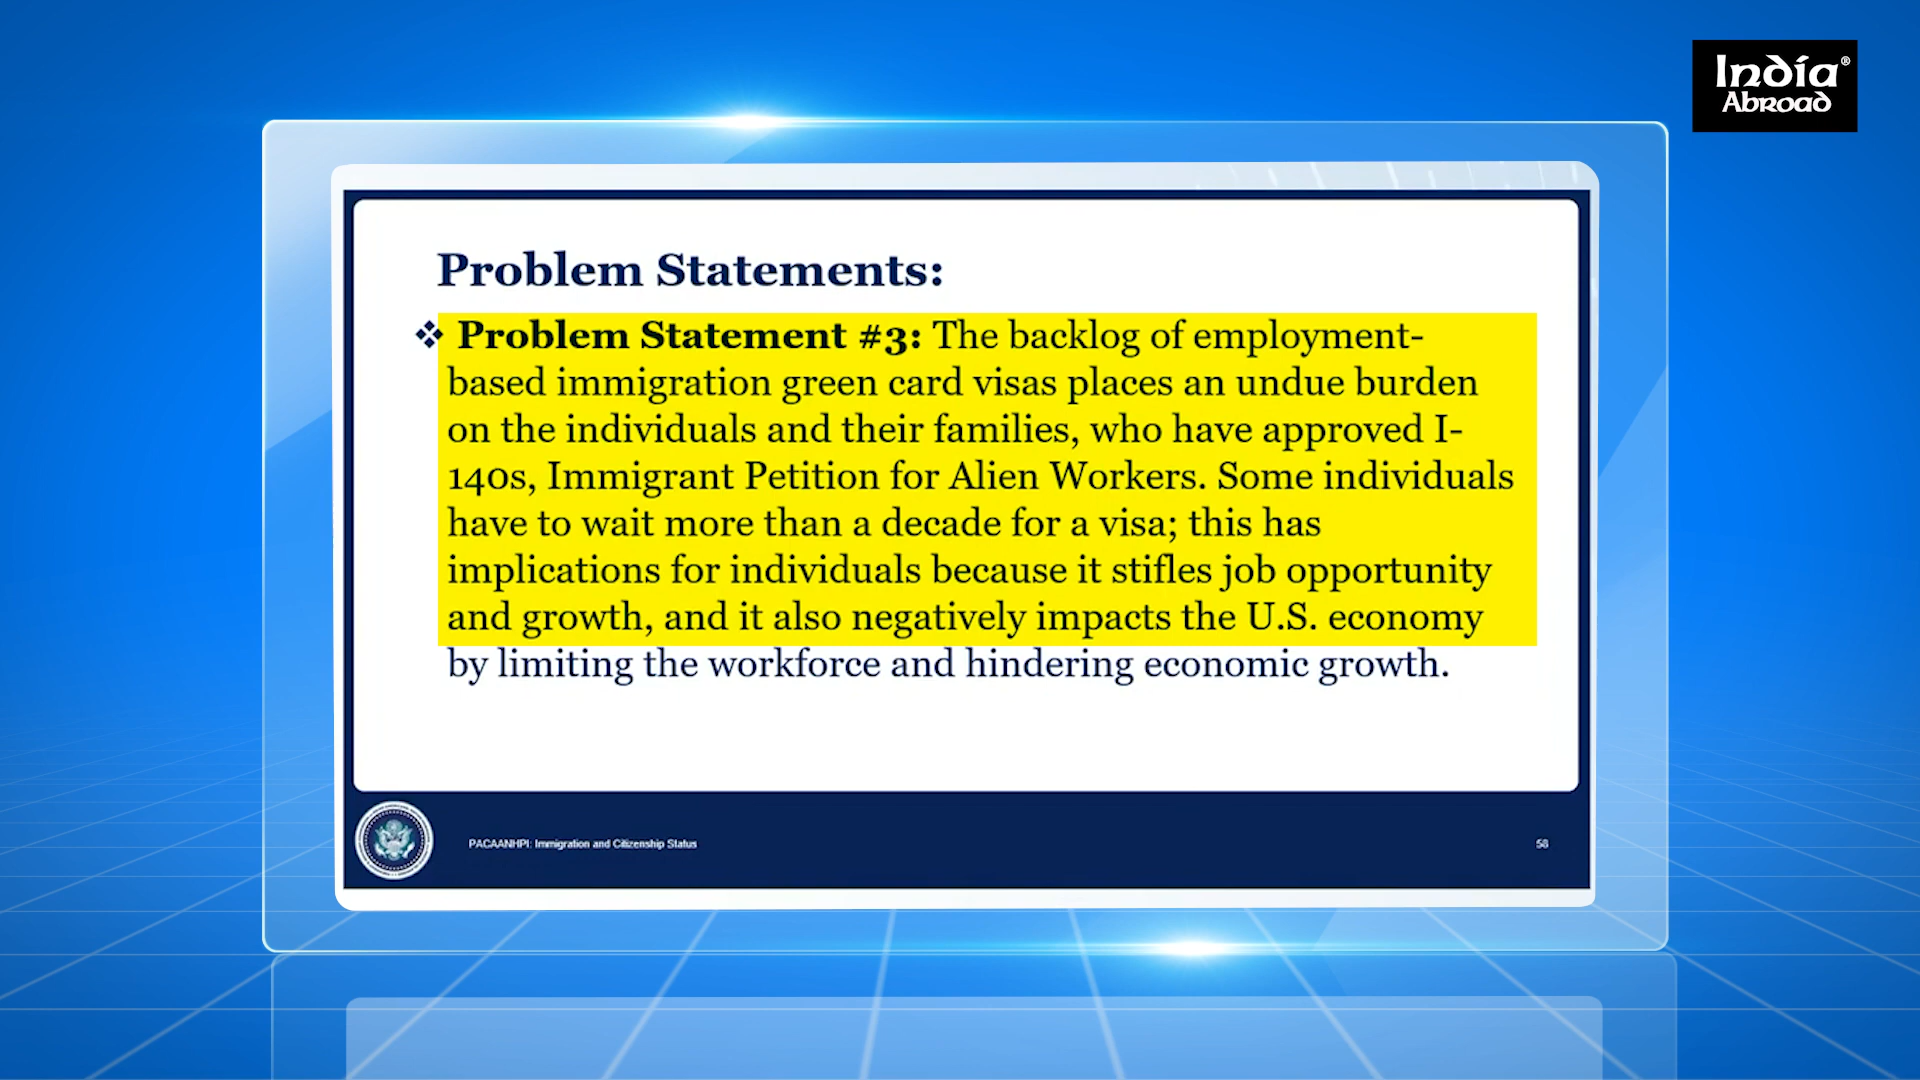 India®
Abroad
Problem Statements:
❖ Problem Statement #3: The backlog of employment-
based immigration green card visas places an undue burden
on the individuals and their families, who have approved I-
140s, Immigrant Petition for Alien Workers. Some individuals
have to wait more than a decade for a visa; this has
implications for individuals because it stifles job opportunity
and growth, and it also negatively impacts the U.S. economy
by limiting the workforce and hindering economic growth.
PACAANHPI: Immigration and Citizenship Status
58